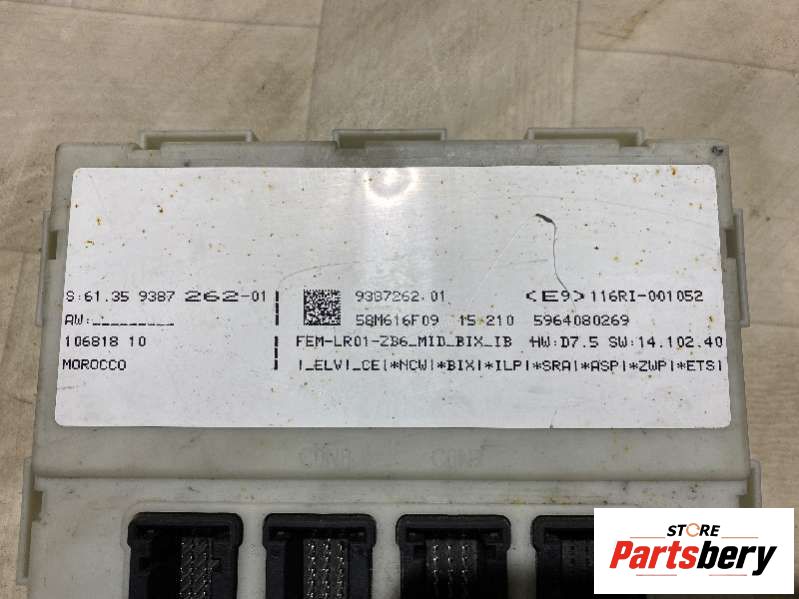 S:61.35 9387 262-01
9387262.01
<E9>116RI-001052
AW:_________
58M616F09 15-210 5964080269
106818 10
FEM-LR01-ZB6_MID_BIX_IB HW:D7.5 SW:14.102.40
MOROCCO
|_ELV|_CE|*NCW|*BIX|*ILP|*SRA|*ASP|*ZWP|*ETS|
STORE
Partsbery